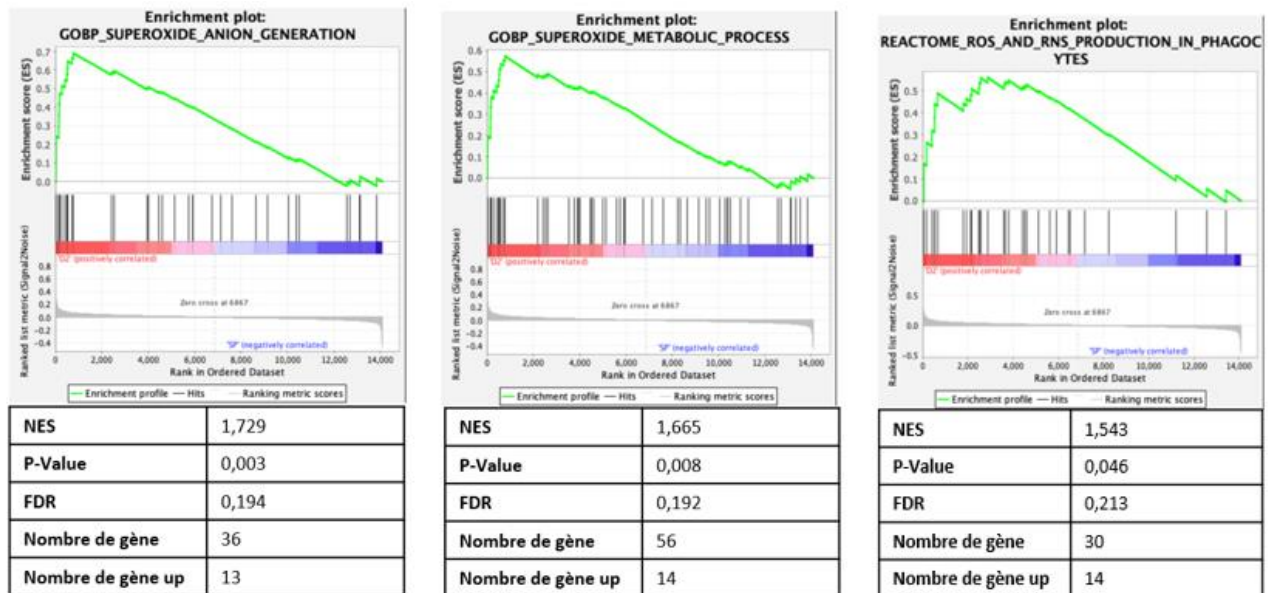 Enrichment plot:
GOBP_SUPEROXIDE_ANION_GENERATION
Enrichment score (ES)
0.7
0.6
0.5
0.4
0.3
0.2
0.1
0.0
'D2' (positively correlated)
Ranked list metric (Signal2Noise)
0.8
0.6
0.4
0.2
0.0
-0.2
-0.4
Zero cross at 6867
'SP' (negatively correlated)
0 2,000 4,000 6,000 8,000 10,000 12,000 14,000
Rank in Ordered Dataset
Enrichment profile Hits Ranking metric scores
NES 1,729
P-Value 0,003
FDR 0,194
Nombre de gène 36
Nombre de gène up 13
Enrichment plot:
GOBP_SUPEROXIDE_METABOLIC_PROCESS
Enrichment score (ES)
0.6
0.5
0.4
0.3
0.2
0.1
0.0
'D2' (positively correlated)
Ranked list metric (Signal2Noise)
0.8
0.6
0.4
0.2
0.0
-0.2
-0.4
Zero cross at 6867
'SP' (negatively correlated)
0 2,000 4,000 6,000 8,000 10,000 12,000 14,000
Rank in Ordered Dataset
Enrichment profile Hits Ranking metric scores
NES 1,665
P-Value 0,008
FDR 0,192
Nombre de gène 56
Nombre de gène up 14
Enrichment plot:
REACTOME_ROS_AND_RNS_PRODUCTION_IN_PHAGOC
YTES
Enrichment score (ES)
0.5
0.4
0.3
0.2
0.1
0.0
'D2' (positively correlated)
Ranked list metric (Signal2Noise)
0.5
0.0
-0.5
Zero cross at 6867
'SP' (negatively correlated)
0 2,000 4,000 6,000 8,000 10,000 12,000 14,000
Rank in Ordered Dataset
Enrichment profile Hits Ranking metric scores
NES 1,543
P-Value 0,046
FDR 0,213
Nombre de gène 30
Nombre de gène up 14